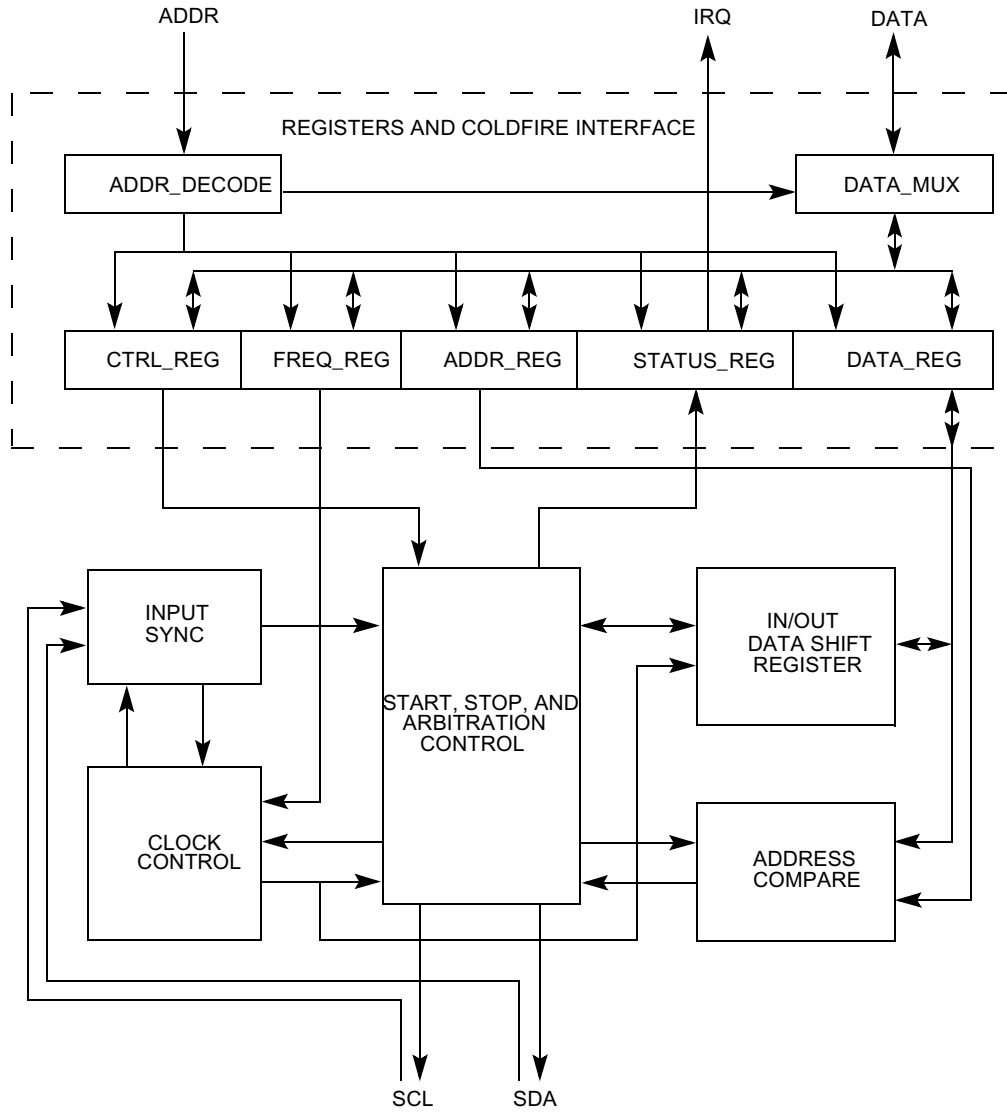 ADDR
IRQ
DATA
REGISTERS AND COLDFIRE INTERFACE
ADDR_DECODE
DATA_MUX
CTRL_REG
FREQ_REG
ADDR_REG
STATUS_REG
DATA_REG
INPUT
SYNC
START, STOP, AND
ARBITRATION
CONTROL
IN/OUT
DATA SHIFT
REGISTER
CLOCK
CONTROL
ADDRESS
COMPARE
SCL
SDA